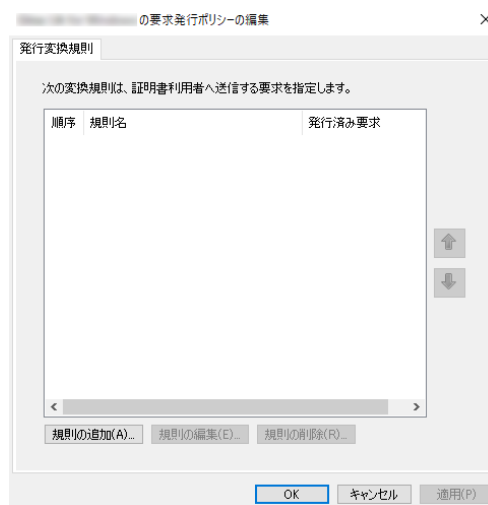 の要求発行ポリシーの編集
発行変換規則
次の変換規則は、証明書利用者へ送信する要求を指定します。
順序 規則名 発行済み要求
規則の追加(A)... 規則の編集(E)... 規則の削除(R)...
OK キャンセル 適用(P)